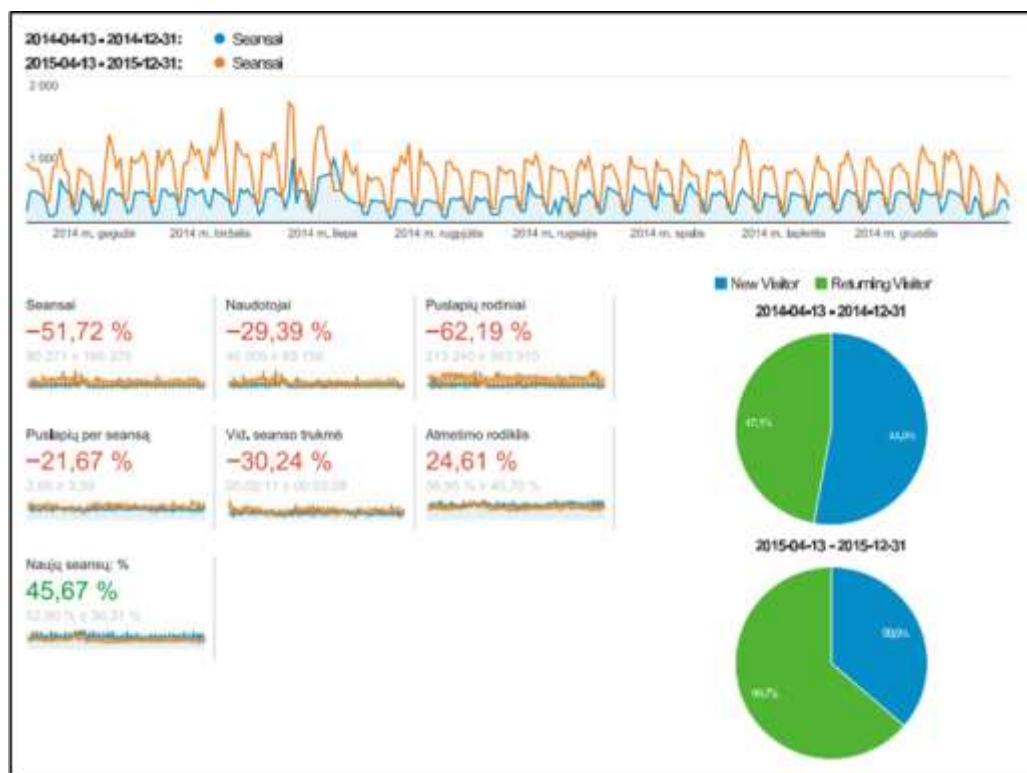 2014-04-13 - 2014-12-31: Seansai
2015-04-13 - 2015-12-31: Seansai
2 000
1 000
2014 m. gegužis 2014 m. birželis 2014 m. liepa 2014 m. rugpjūtis 2014 m. rugsėjis 2014 m. spalis 2014 m. lapkritis 2014 m. gruodis
New Visitor Returning Visitor
2014-04-13 - 2014-12-31
Seansai Naudotojai Puslapių rodiniai
−51,72 % −29,39 % −62,19 %
47,1%
Puslapių per seansą Vid. seanso trukmė Atmetimo rodiklis
−21,67 % −30,24 % 24,61 %
2015-04-13 - 2015-12-31
Naujų seansų: %
45,67 %